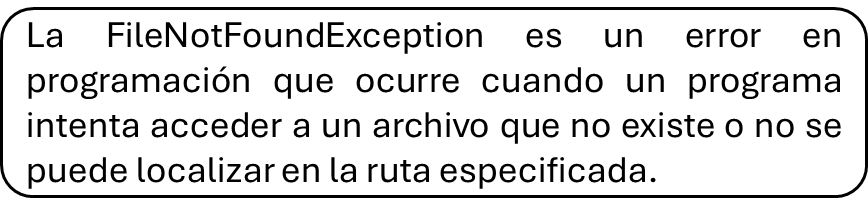 La FileNotFoundException es un error en
programación que ocurre cuando un programa
intenta acceder a un archivo que no existe o no se
puede localizar en la ruta especificada.